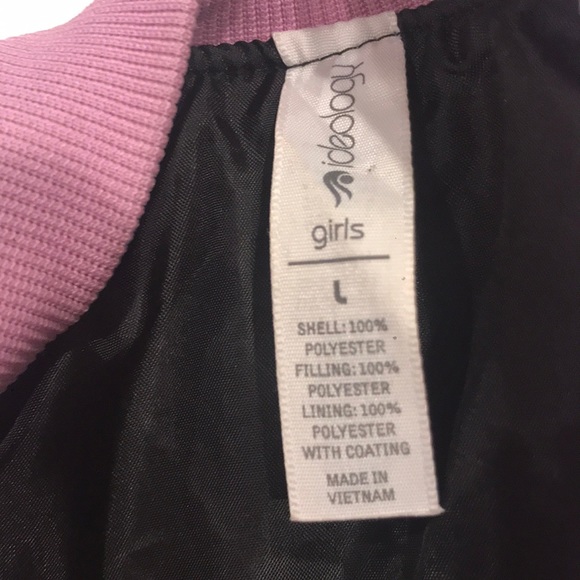 ideology
girls
L
SHELL: 100%
POLYESTER
FILLING: 100%
POLYESTER
LINING: 100%
POLYESTER
WITH COATING
MADE IN
VIETNAM